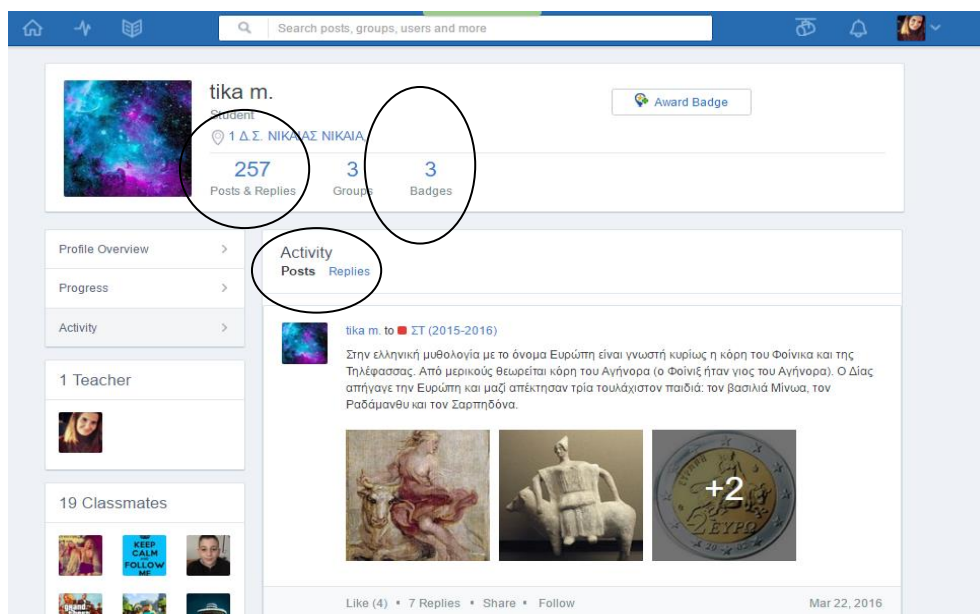 Search posts, groups, users and more
tika m.
Student
1 Δ.Σ. ΝΙΚΑΙΑΣ ΝΙΚΑΙΑ,
Award Badge
257
Posts & Replies
3
Groups
3
Badges
Profile Overview
Progress
Activity
1 Teacher
19 Classmates
KEEP
CALM
FOLLOW
ME
grand
Activity
Posts Replies
tika m. to ΣΤ (2015-2016)
Στην ελληνική μυθολογία με το όνομα Ευρώπη είναι γνωστή κυρίως η κόρη του Φοίνικα και της
Τηλέφασσας. Από μερικούς θεωρείται κόρη του Αγήνορα (ο Φοίνιξ ήταν γιος του Αγήνορα). Ο Δίας
απήγαγε την Ευρώπη και μαζί απέκτησαν τρία τουλάχιστον παιδιά: τον βασιλιά Μίνωα, τον
Ραδάμανθυ και τον Σαρπηδόνα.
+2
2 ΕΥΡΩ
Like (4) • 7 Replies • Share • Follow
Mar 22, 2016